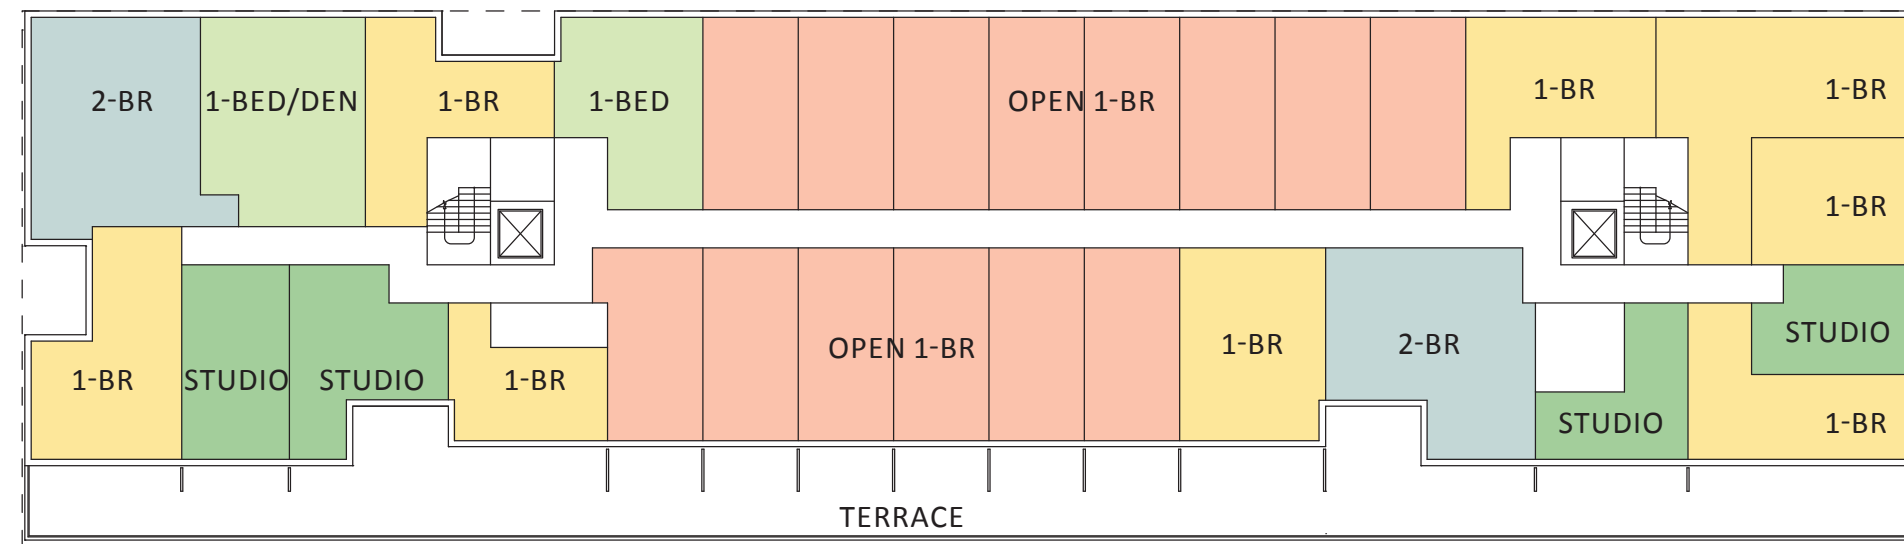 2-BR
1-BED/DEN
1-BR
1-BED
OPEN 1-BR
1-BR
1-BR
1-BR
1-BR
STUDIO
STUDIO
1-BR
OPEN 1-BR
1-BR
2-BR
STUDIO
STUDIO
1-BR
TERRACE